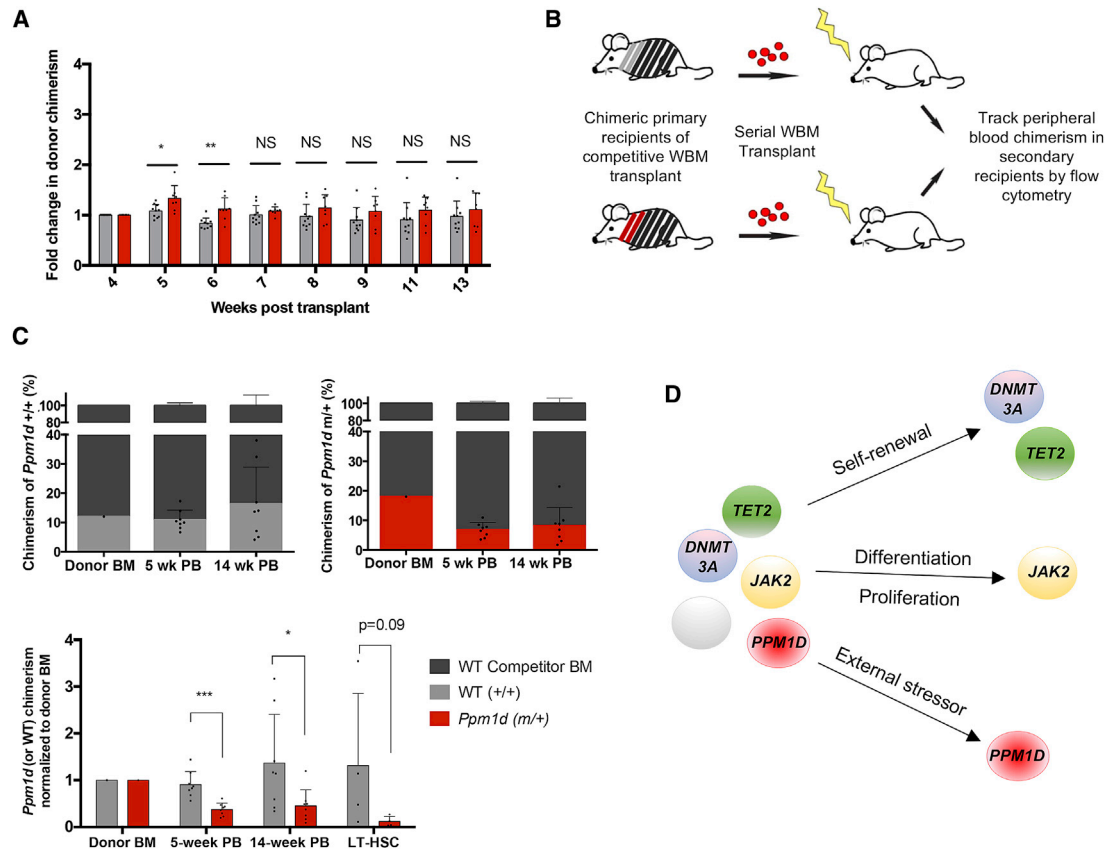 A
Fold change in donor chimerism
4
3
2
1
0
*
**
NS
NS
NS
NS
NS
4
5
6
7
8
9
11
13
Weeks post transplant
B
Chimeric primary
recipients of
competitive WBM
transplant
Serial WBM
Transplant
Track peripheral
blood chimerism in
secondary
recipients by flow
cytometry
C
Chimerism of Ppm1d +/+ (%)
100
80
40
30
20
10
0
Donor BM
5 wk PB
14 wk PB
Chimerism of Ppm1d m/+ (%)
100
80
40
30
20
10
0
Donor BM
5 wk PB
14 wk PB
Ppm1d (or WT) chimerism
normalized to donor BM
4
3
2
1
0
***
*
p=0.09
Donor BM
5-week PB
14-week PB
LT-HSC
WT Competitor BM
WT (+/+)
Ppm1d (m/+)
D
TET2
DNMT
3A
JAK2
PPM1D
Self-renewal
DNMT
3A
TET2
Differentiation
Proliferation
JAK2
External stressor
PPM1D